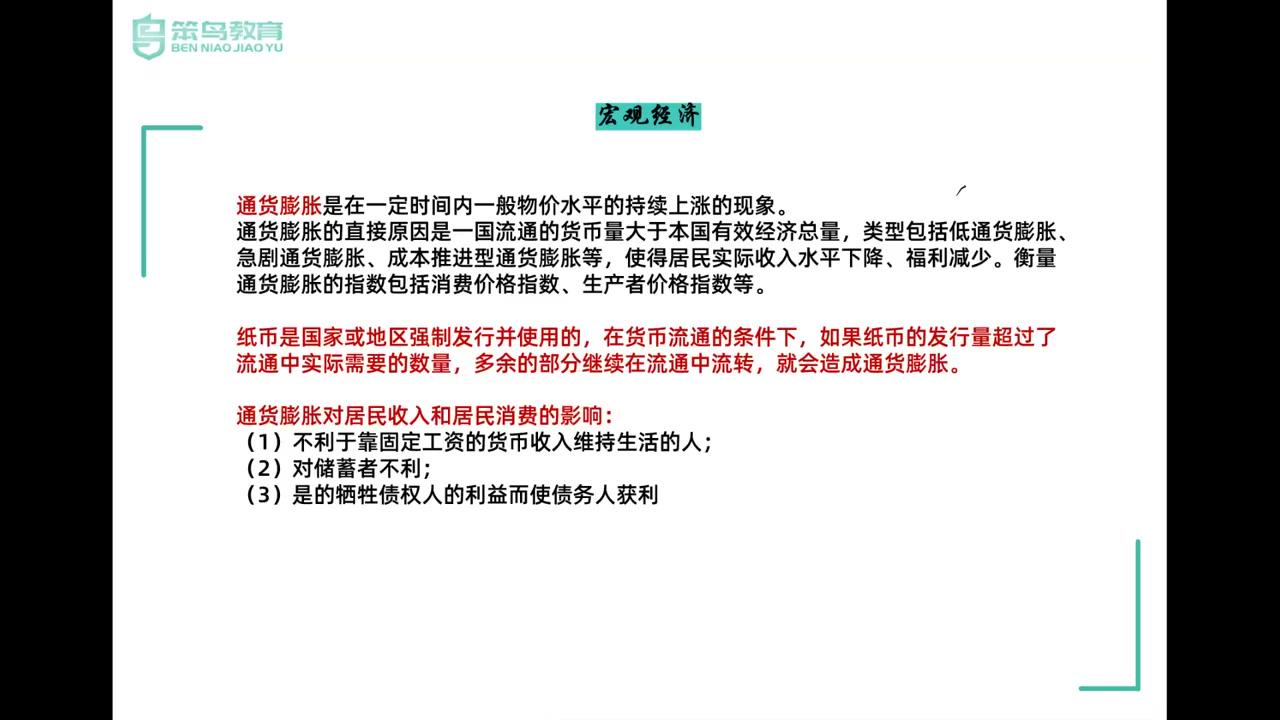 笨鸟教育
BEN NIAO JIAO YU
宏观经济
通货膨胀是在一定时间内一般物价水平的持续上涨的现象。
通货膨胀的直接原因是一国流通的货币量大于本国有效经济总量，类型包括低通货膨胀、
急剧通货膨胀、成本推进型通货膨胀等，使得居民实际收入水平下降、福利减少。衡量
通货膨胀的指数包括消费价格指数、生产者价格指数等。
纸币是国家或地区强制发行并使用的，在货币流通的条件下，如果纸币的发行量超过了
流通中实际需要的数量，多余的部分继续在流通中流转，就会造成通货膨胀。
通货膨胀对居民收入和居民消费的影响：
（1）不利于靠固定工资的货币收入维持生活的人；
（2）对储蓄者不利；
（3）是的牺牲债权人的利益而使债务人获利